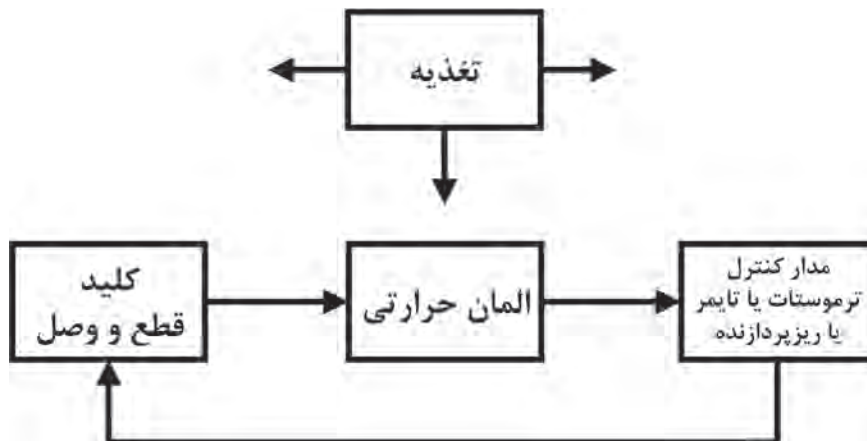 تغذیه
کلید
قطع و وصل
المان حرارتی
مدار کنترل
ترموستات یا تایمر
یا ریزپردازنده